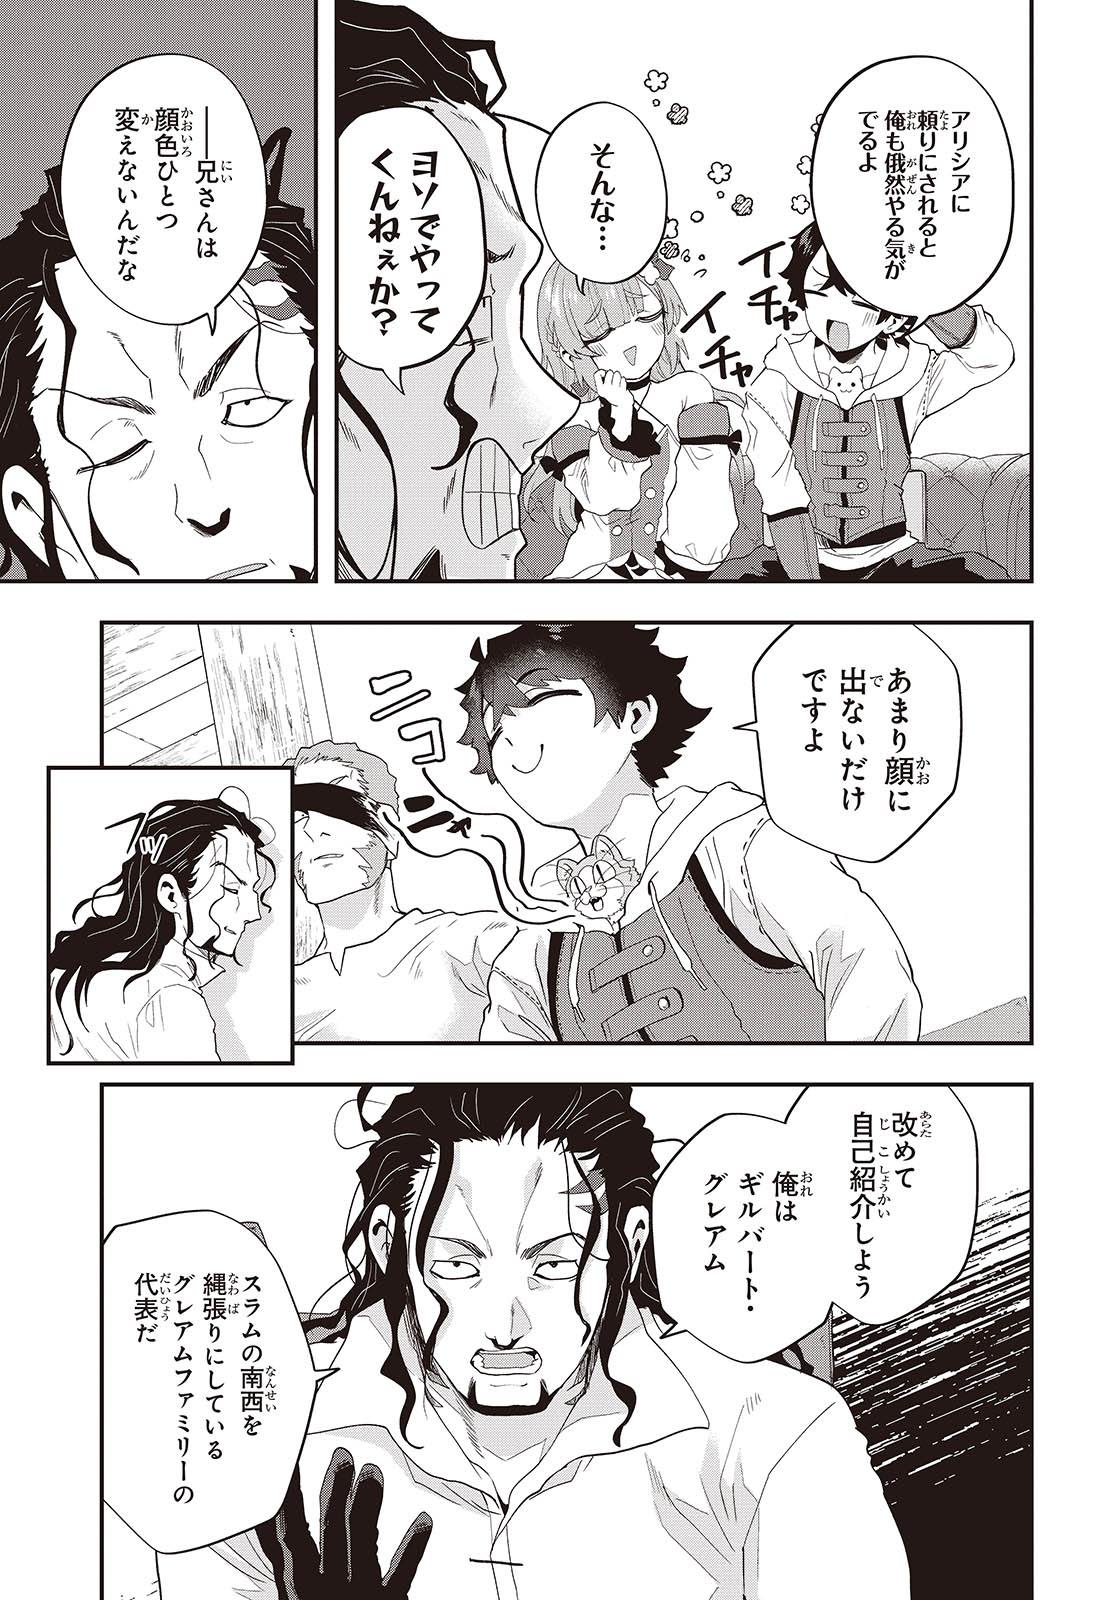 アリシアに
頼りにされると
俺も俄然やる気が
でるよ
イチャ
イチャ
そんな…
ヨソでやって
くんねぇか？
――兄さんは
顔色ひとつ
変えないんだな
あまり顔に
出ないだけ
ですよ
ニコ
ニャ
フッ
改めて
自己紹介しよう
俺は
ギルバート・
グレアム
スラムの南西を
縄張りにしている
グレアムファミリーの
代表だ